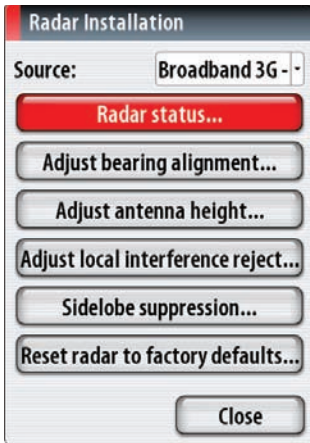 Radar Installation
Source: Broadband 3G -
Radar status...
Adjust bearing alignment...
Adjust antenna height...
Adjust local interference reject...
Sidelobe suppression...
Reset radar to factory defaults...
Close